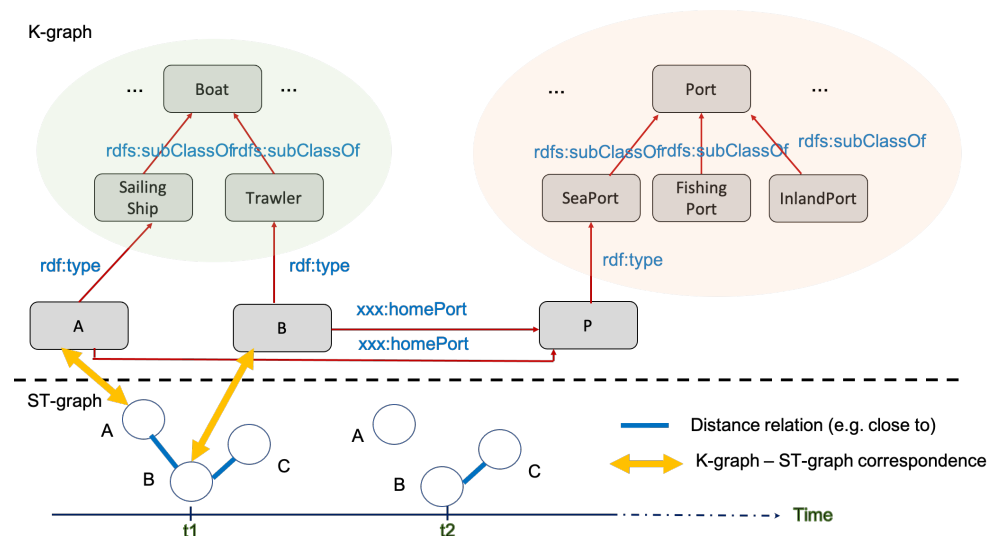 K-graph
...
Boat
...
...
Port
...
rdfs:subClassOf
rdfs:subClassOf
rdfs:subClassOf
rdfs:subClassOf
rdfs:subClassOf
Sailing
Ship
Trawler
SeaPort
Fishing
Port
InlandPort
rdf:type
rdf:type
rdf:type
A
B
P
xxx:homePort
xxx:homePort
ST-graph
A
B
C
A
B
C
Distance relation (e.g. close to)
K-graph – ST-graph correspondence
t1
t2
Time